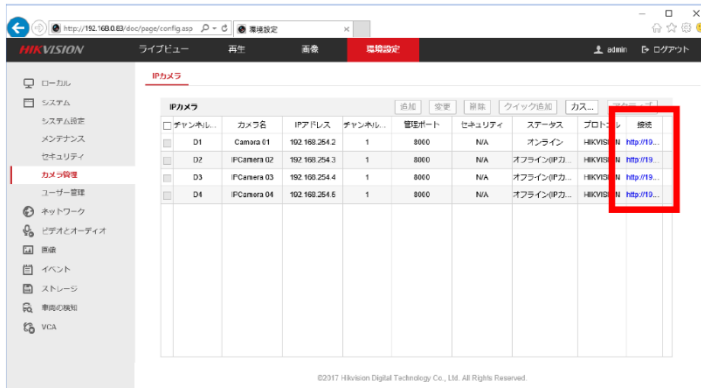 http://192.168.0.83/doc/page/config.asp
環境設定
HIKVISION
ライブビュー 再生 画像 環境設定 admin ログアウト
ローカル
システム
システム設定
メンテナンス
セキュリティ
カメラ管理
ユーザー管理
ネットワーク
ビデオとオーディオ
画像
イベント
ストレージ
車両の検知
VCA
IPカメラ
IPカメラ 追加 変更 削除 クイック追加 カス...
チャンネル... カメラ名 IPアドレス チャンネル... 管理ポート セキュリティ ステータス プロトコル 接続
D1 Camera 01 192.168.254.2 1 8000 N/A オンライン HIKVISION http://19...
D2 IPCamera 02 192.168.254.3 1 8000 N/A オフライン(IPカ... HIKVISION http://19...
D3 IPCamera 03 192.168.254.4 1 8000 N/A オフライン(IPカ... HIKVISION http://19...
D4 IPCamera 04 192.168.254.5 1 8000 N/A オフライン(IPカ... HIKVISION http://19...
©2017 Hikvision Digital Technology Co., Ltd. All Rights Reserved.